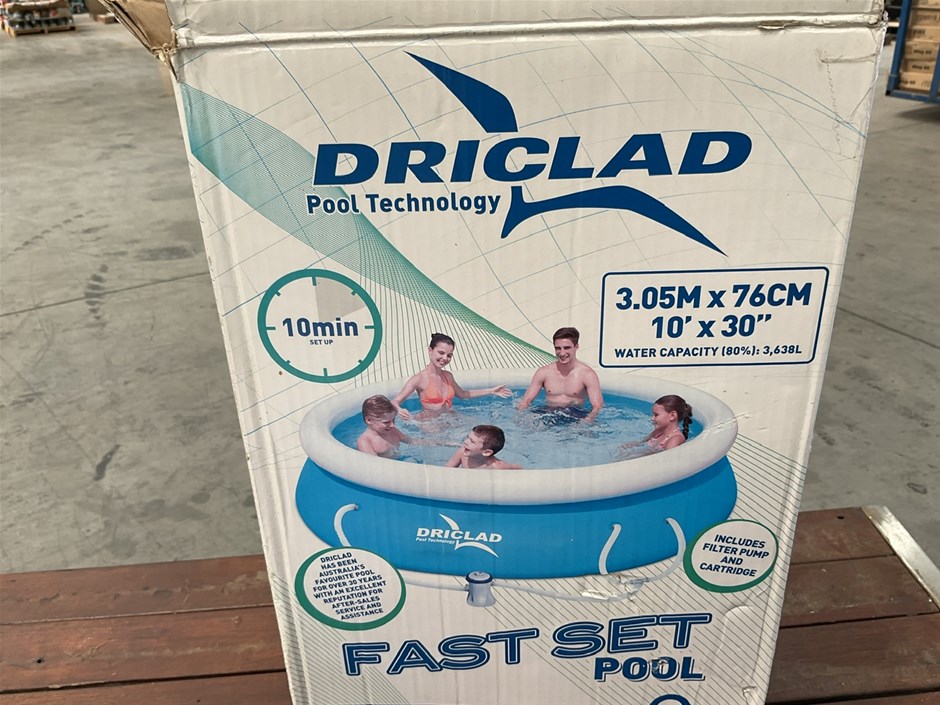 DRICLAD
Pool Technology
10min
SET UP
3.05M x 76CM
10' x 30"
WATER CAPACITY (80%): 3,638L
DRICLAD
Pool Technology
DRICLAD
HAS BEEN
AUSTRALIA'S
FAVOURITE POOL
FOR OVER 30 YEARS
WITH AN EXCELLENT
REPUTATION FOR
AFTER-SALES
SERVICE AND
ASSISTANCE
INCLUDES
FILTER PUMP
AND
CARTRIDGE
FAST SET
POOL